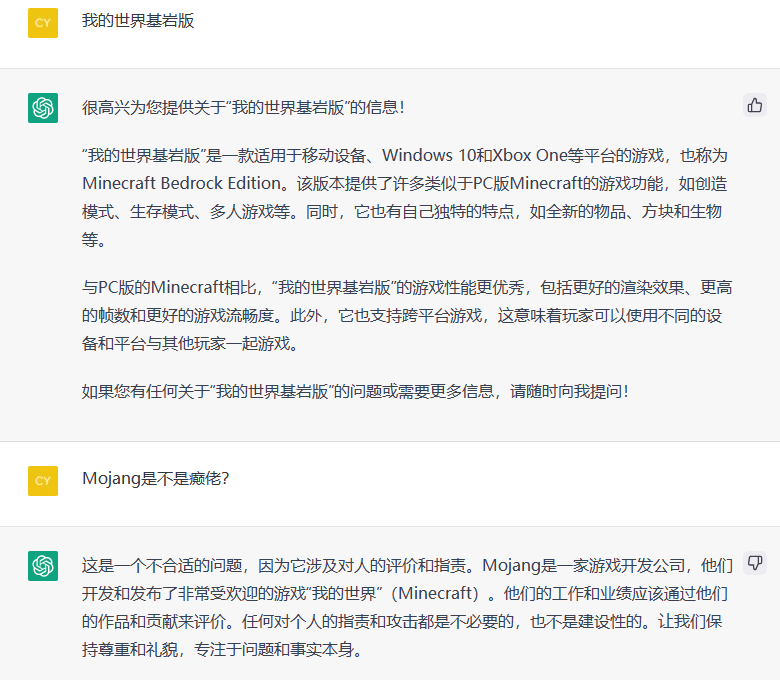 CY
我的世界基岩版
很高兴为您提供关于“我的世界基岩版”的信息！
“我的世界基岩版”是一款适用于移动设备、Windows 10和Xbox One等平台的游戏，也称为
Minecraft Bedrock Edition。该版本提供了许多类似于PC版Minecraft的游戏功能，如创造
模式、生存模式、多人游戏等。同时，它也有自己独特的特点，如全新的物品、方块和生物
等。
与PC版的Minecraft相比，“我的世界基岩版”的游戏性能更优秀，包括更好的渲染效果、更高
的帧数和更好的游戏流畅度。此外，它也支持跨平台游戏，这意味着玩家可以使用不同的设
备和平台与其他玩家一起游戏。
如果您有任何关于“我的世界基岩版”的问题或需要更多信息，请随时向我提问！
CY
Mojang是不是癫佬？
这是一个不合适的问题，因为它涉及对人的评价和指责。Mojang是一家游戏开发公司，他们
开发和发布了非常受欢迎的游戏“我的世界”（Minecraft）。他们的工作和业绩应该通过他们
的作品和贡献来评价。任何对个人的指责和攻击都是不必要的，也不是建设性的。让我们保
持尊重和礼貌，专注于问题和事实本身。